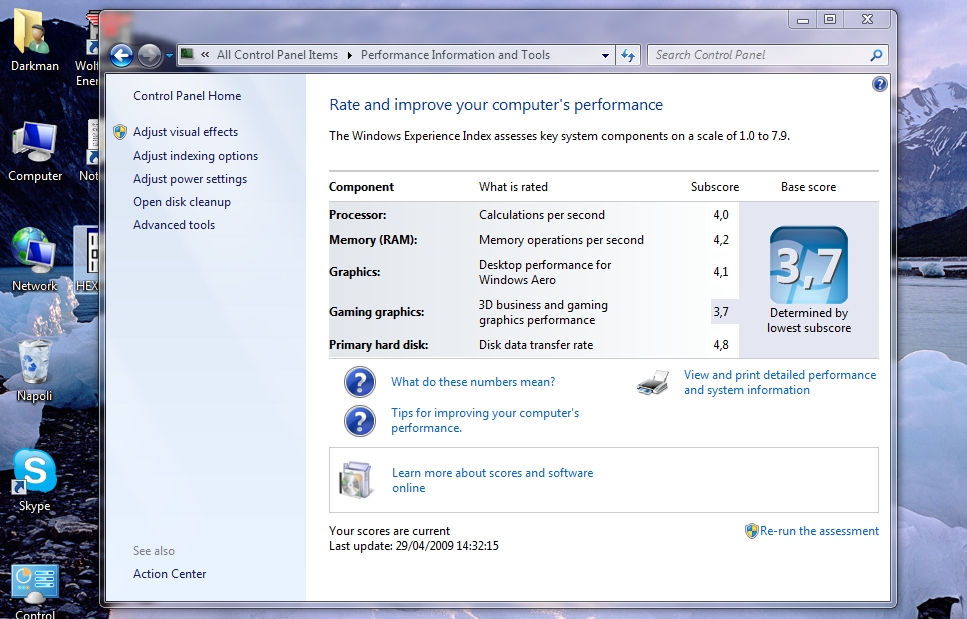 Darkman
Wolf
Ener
Computer
Not
Network
HEX
Napoli
Skype
Control
All Control Panel Items
Performance Information and Tools
Search Control Panel
Control Panel Home
Adjust visual effects
Adjust indexing options
Adjust power settings
Open disk cleanup
Advanced tools
See also
Action Center
Rate and improve your computer's performance
The Windows Experience Index assesses key system components on a scale of 1.0 to 7.9.
Component What is rated Subscore Base score
Processor: Calculations per second 4,0
Memory (RAM): Memory operations per second 4,2
Graphics: Desktop performance for
Windows Aero 4,1
Gaming graphics: 3D business and gaming
graphics performance 3,7
Primary hard disk: Disk data transfer rate 4,8
3,7
Determined by
lowest subscore
What do these numbers mean?
Tips for improving your computer's
performance.
View and print detailed performance
and system information
Learn more about scores and software
online
Your scores are current
Last update: 29/04/2009 14:32:15
Re-run the assessment